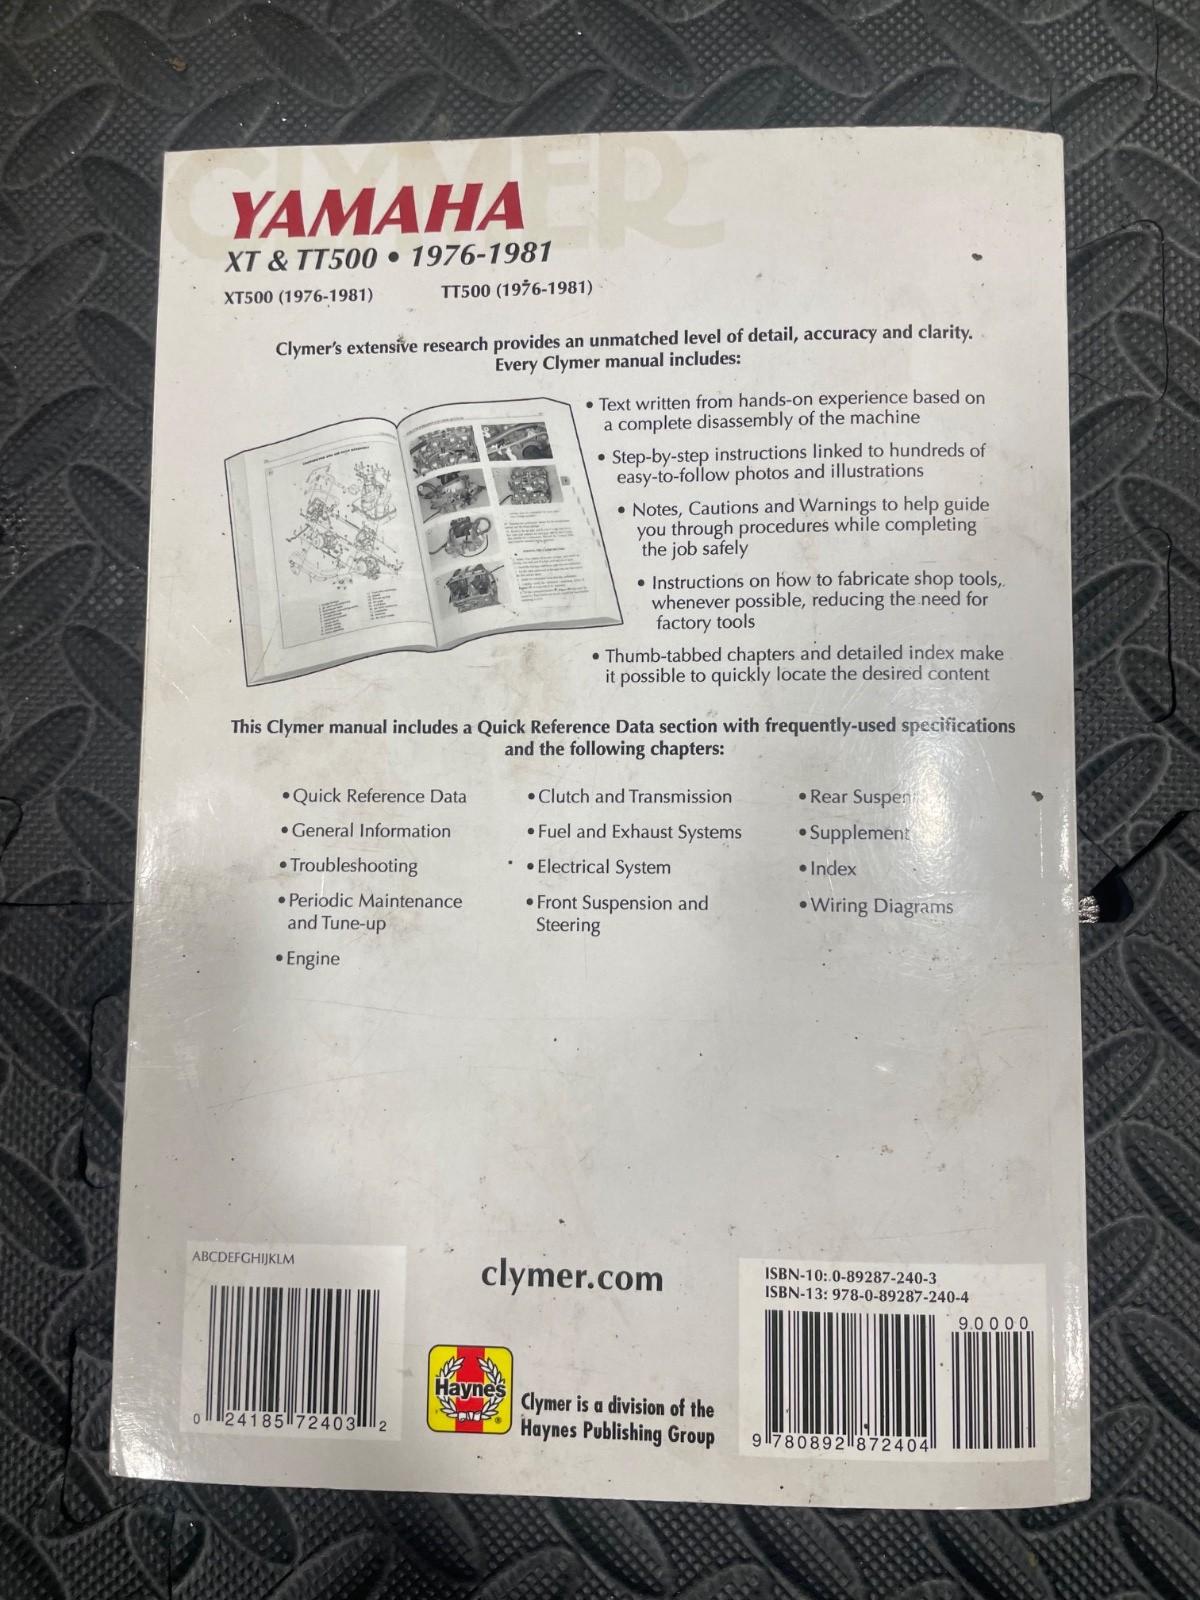 CLYMER
YAMAHA
XT & TT500 • 1976-1981
XT500 (1976-1981) TT500 (1976-1981)
Clymer's extensive research provides an unmatched level of detail, accuracy and clarity.
Every Clymer manual includes:
• Text written from hands-on experience based on
a complete disassembly of the machine
• Step-by-step instructions linked to hundreds of
easy-to-follow photos and illustrations
• Notes, Cautions and Warnings to help guide
you through procedures while completing
the job safely
• Instructions on how to fabricate shop tools,
whenever possible, reducing the need for
factory tools
• Thumb-tabbed chapters and detailed index make
it possible to quickly locate the desired content
This Clymer manual includes a Quick Reference Data section with frequently-used specifications
and the following chapters:
• Quick Reference Data
• General Information
• Troubleshooting
• Periodic Maintenance
and Tune-up
• Engine
• Clutch and Transmission
• Fuel and Exhaust Systems
• Electrical System
• Front Suspension and
Steering
• Rear Suspen
• Supplement
• Index
• Wiring Diagrams
ABCDEFGHIJKLM
0 24185 72403 2
clymer.com
Haynes
®
Clymer is a division of the
Haynes Publishing Group
ISBN-10: 0-89287-240-3
ISBN-13: 978-0-89287-240-4
90000
9 780892 872404